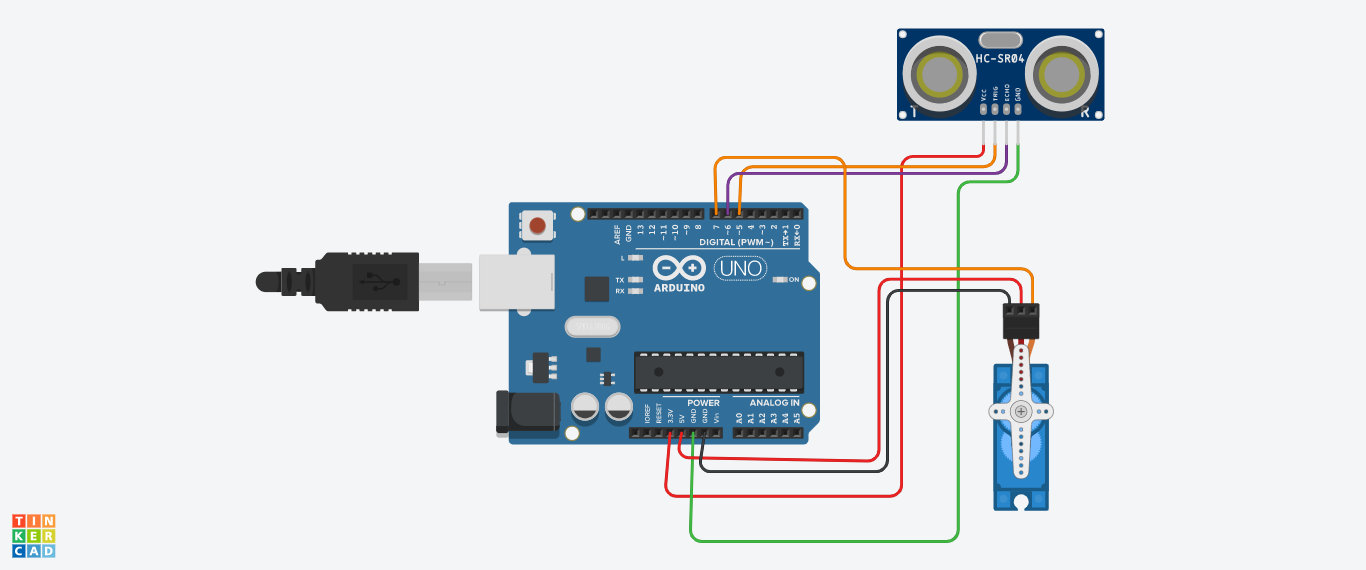 HC-SR04
Vcc
TRIG
ECHO
GND
T
R
AREF
GND
13
12
~11
~10
~9
8
7
~6
~5
4
~3
2
TX→1
RX←0
DIGITAL (PWM~)
L
TX
RX
UNO
ON
ARDUINO
POWER
ANALOG IN
IOREF
RESET
3.3V
5V
GND
GND
Vin
A0
A1
A2
A3
A4
A5
TIN
KER
CAD